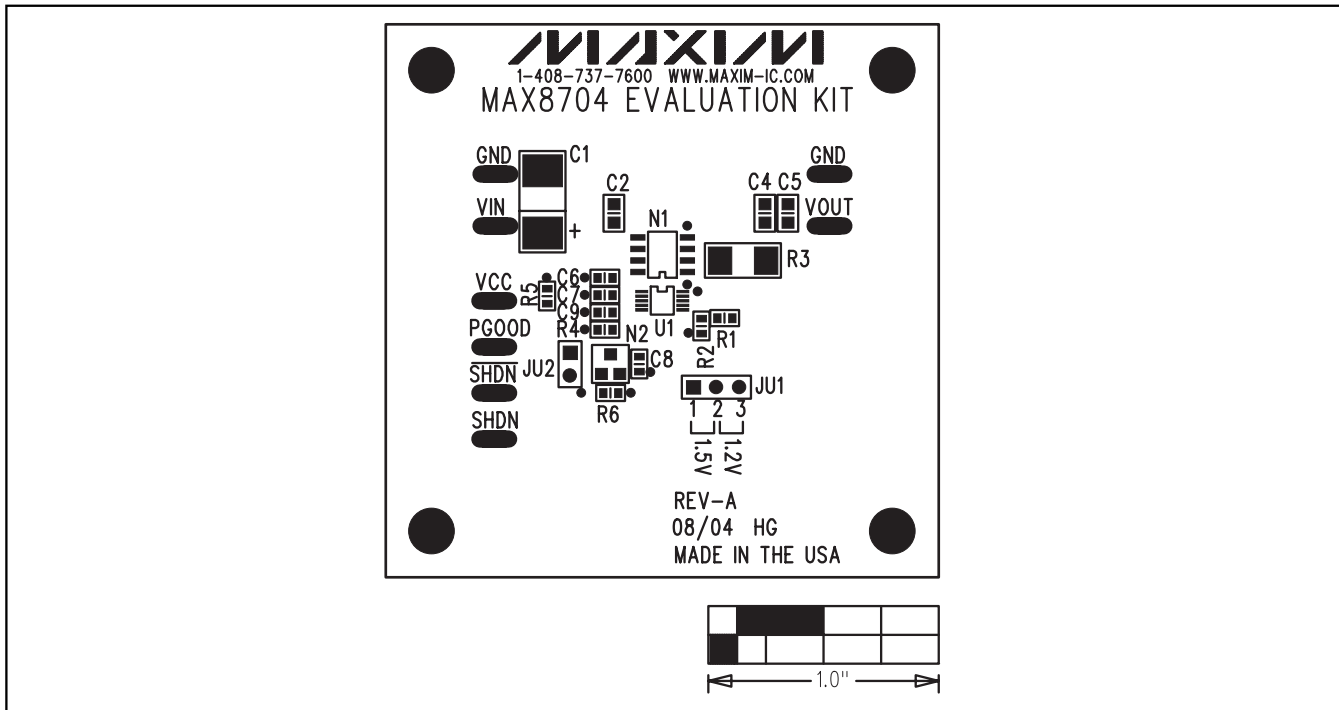 MAXIM
1-408-737-7600 WWW.MAXIM-IC.COM
MAX8704 EVALUATION KIT
GND
C1
GND
C2
C4 C5
VIN
VOUT
N1
+
R3
VCC
R5
C6
C7
C9
R4
U1
R1
R2
PGOOD
N2
C8
JU2
SHDN
JU1
R6
1 2 3
SHDN
1.5V
1.2V
REV-A
08/04 HG
MADE IN THE USA
1.0"